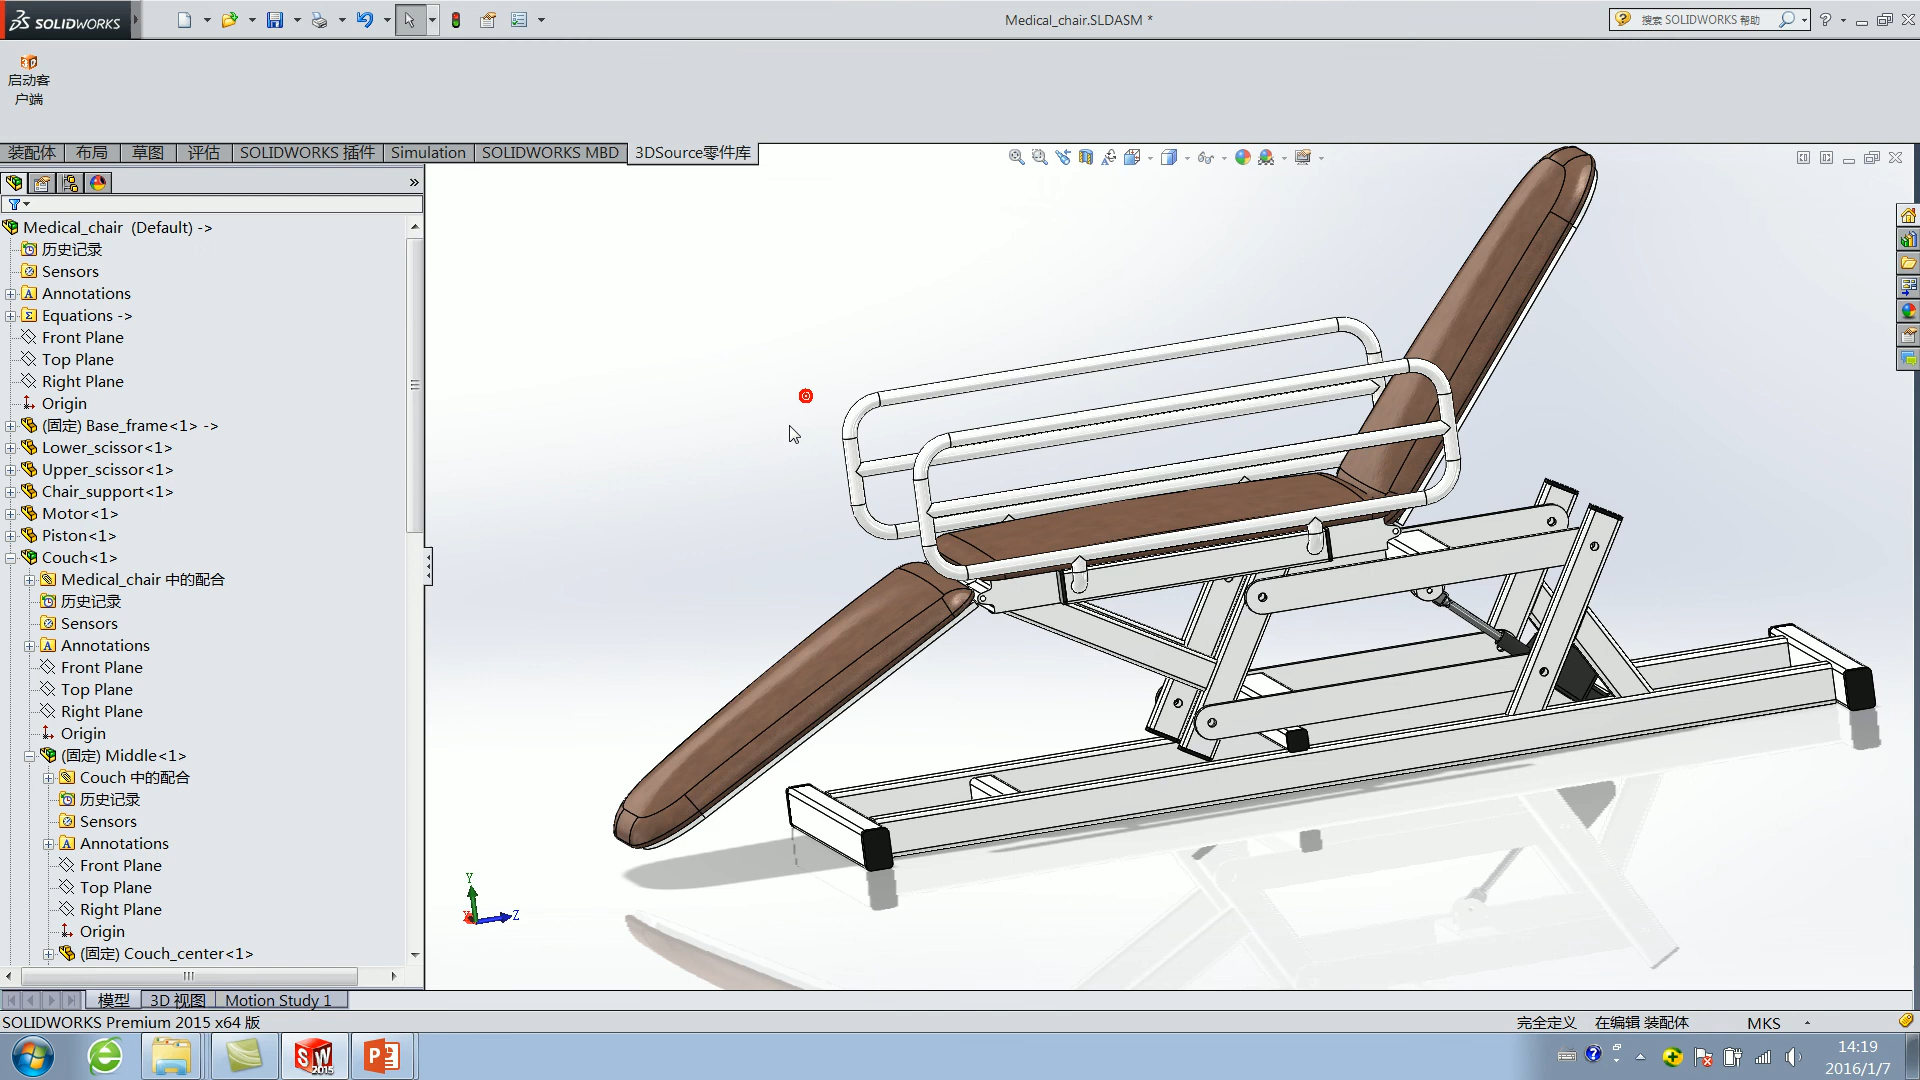 SOLIDWORKS
Medical_chair.SLDASM *
搜索 SOLIDWORKS 帮助
启动客
户端
装配体 布局 草图 评估 SOLIDWORKS 插件 Simulation SOLIDWORKS MBD 3DSource零件库
Medical_chair (Default) ->
历史记录
Sensors
Annotations
Equations ->
Front Plane
Top Plane
Right Plane
Origin
(固定) Base_frame<1> ->
Lower_scissor<1>
Upper_scissor<1>
Chair_support<1>
Motor<1>
Piston<1>
Couch<1>
Medical_chair 中的配合
历史记录
Sensors
Annotations
Front Plane
Top Plane
Right Plane
Origin
(固定) Middle<1>
Couch 中的配合
历史记录
Sensors
Annotations
Front Plane
Top Plane
Right Plane
Origin
(固定) Couch_center<1>
Y
X
Z
模型 3D 视图 Motion Study 1
SOLIDWORKS Premium 2015 x64 版
完全定义 在编辑 装配体 MKS
SW
2015
P
14:19
2016/1/7